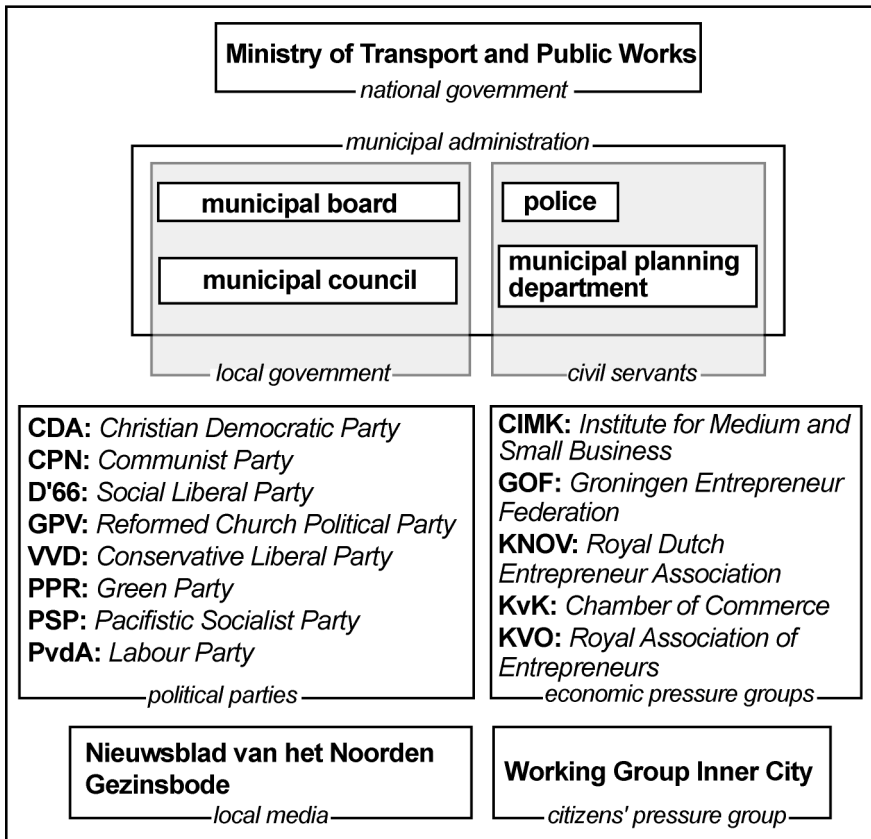 Ministry of Transport and Public Works
national government
municipal administration
municipal board
municipal council
local government
police
municipal planning
department
civil servants
CDA: Christian Democratic Party
CPN: Communist Party
D'66: Social Liberal Party
GPV: Reformed Church Political Party
VVD: Conservative Liberal Party
PPR: Green Party
PSP: Pacifistic Socialist Party
PvdA: Labour Party
political parties
CIMK: Institute for Medium and
Small Business
GOF: Groningen Entrepreneur
Federation
KNOV: Royal Dutch
Entrepreneur Association
KvK: Chamber of Commerce
KVO: Royal Association of
Entrepreneurs
economic pressure groups
Nieuwsblad van het Noorden
Gezinsbode
local media
Working Group Inner City
citizens' pressure group